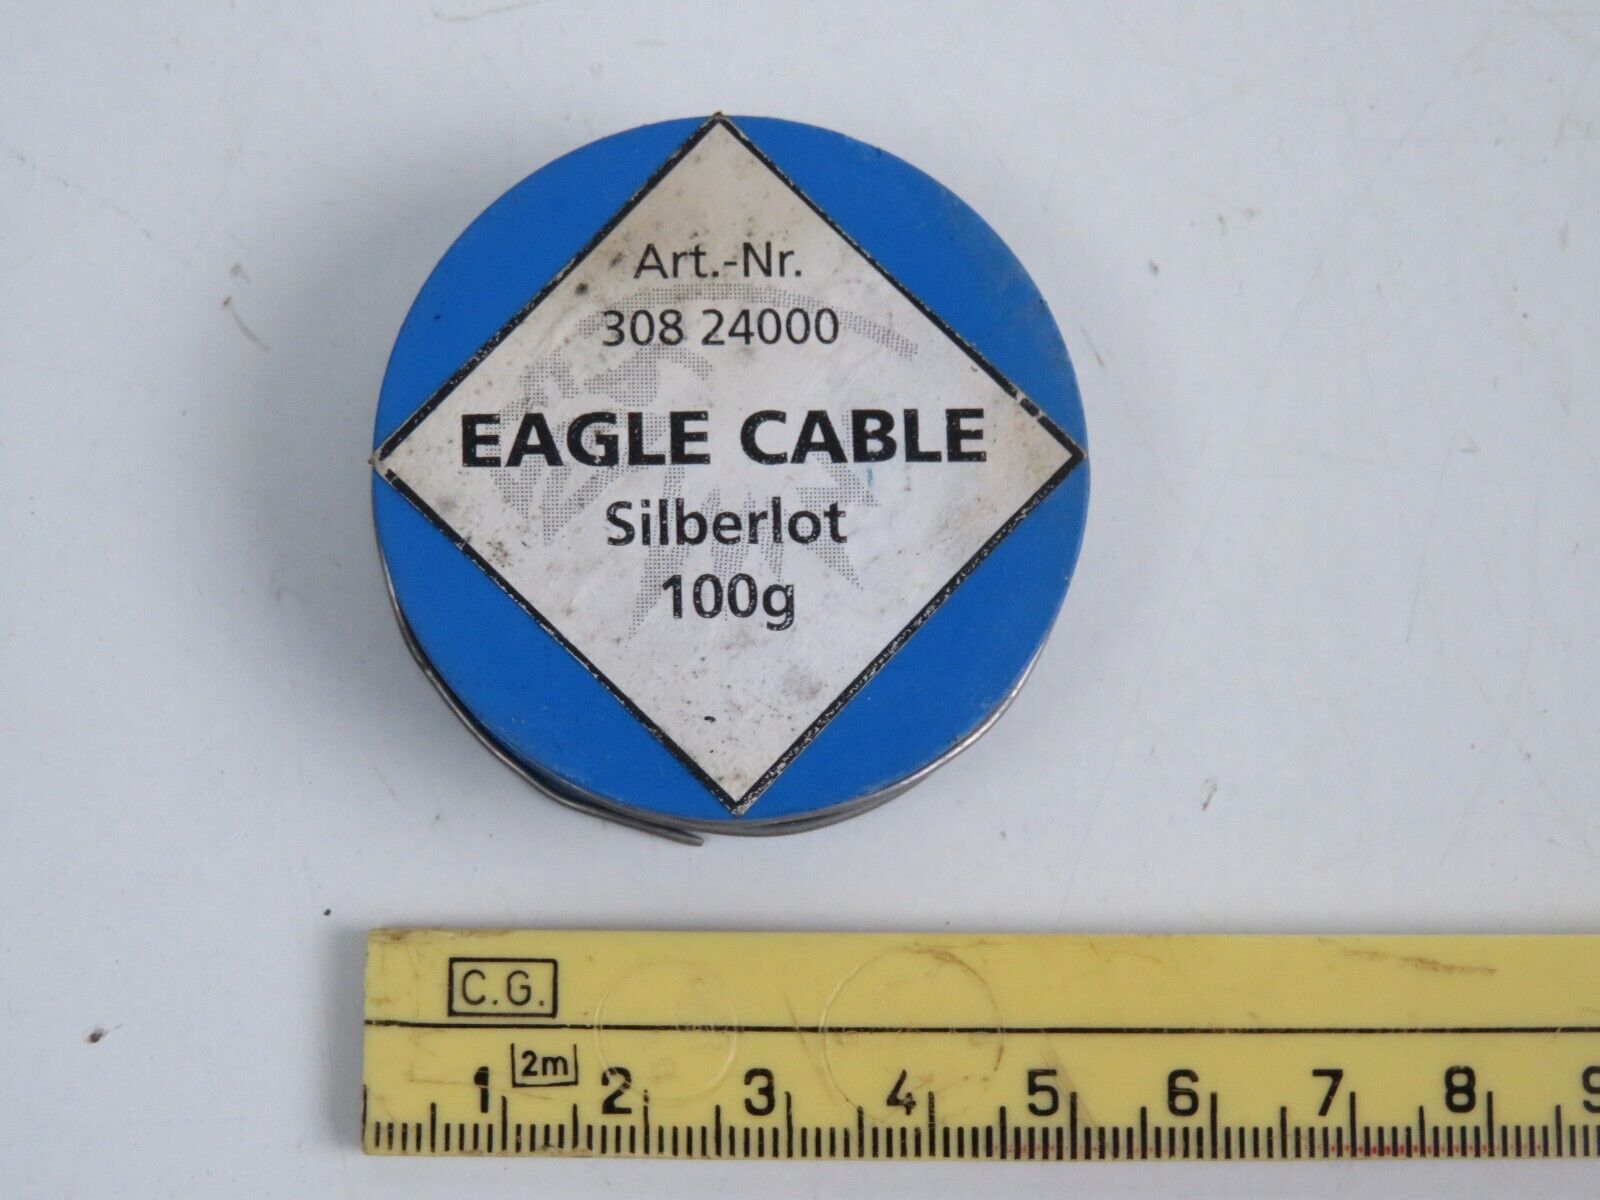 Art.-Nr.
308 24000
EAGLE CABLE
Silberlot
100g
C.G.
1 2m 2 3 4 5 6 7 8 9